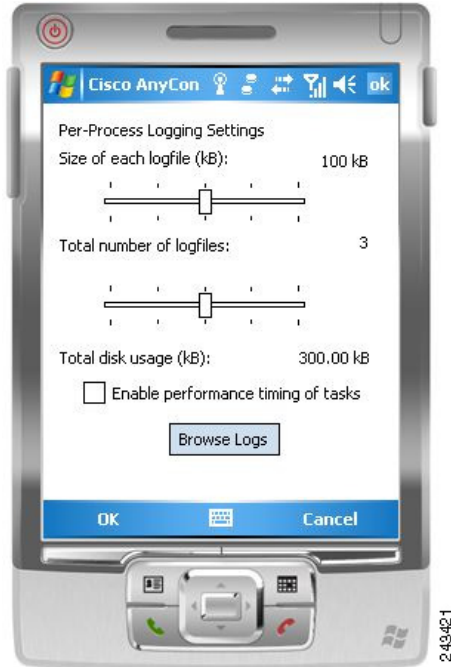 Cisco AnyCon
ok
Per-Process Logging Settings
Size of each logfile (kB): 100 kB
Total number of logfiles: 3
Total disk usage (kB): 300.00 kB
Enable performance timing of tasks
Browse Logs
OK Cancel
243421